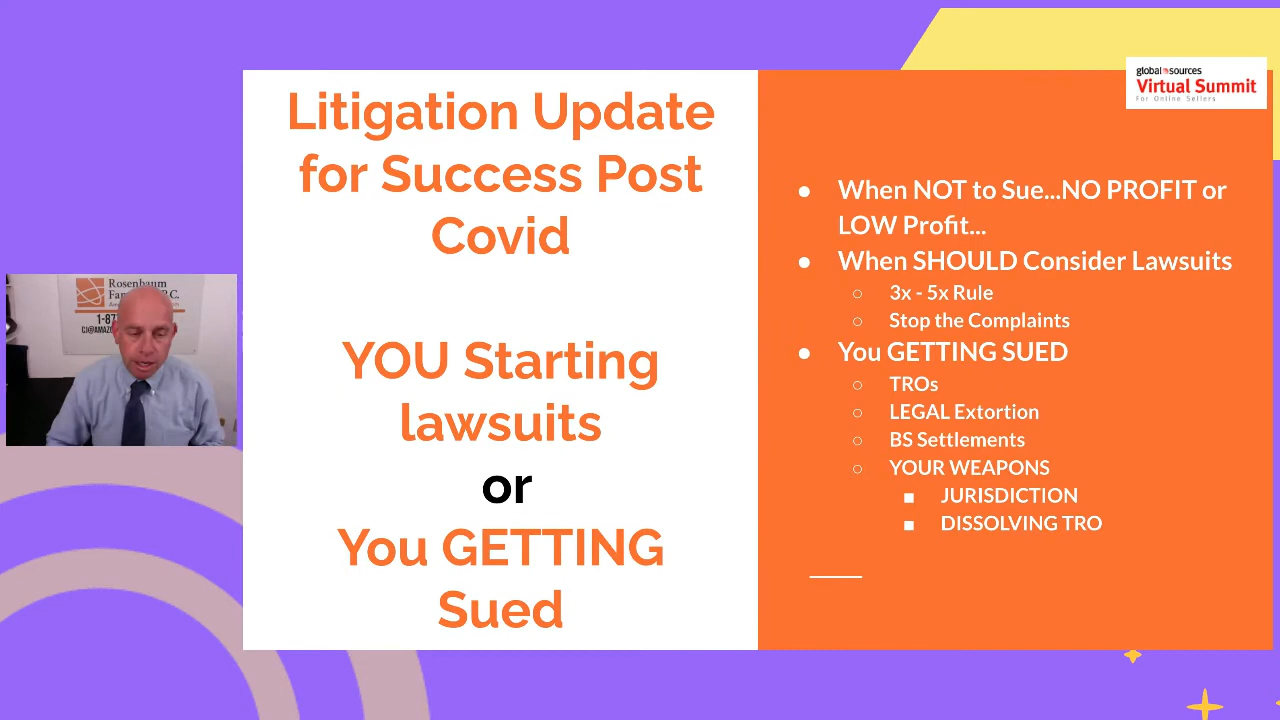 Litigation Update
for Success Post
Covid
YOU Starting
lawsuits
or
You GETTING
Sued
global sources
Virtual Summit
For Online Sellers
● When NOT to Sue...NO PROFIT or
LOW Profit...
● When SHOULD Consider Lawsuits
○ 3x - 5x Rule
○ Stop the Complaints
● You GETTING SUED
○ TROs
○ LEGAL Extortion
○ BS Settlements
○ YOUR WEAPONS
■ JURISDICTION
■ DISSOLVING TRO
Rosenbaum
P.C.